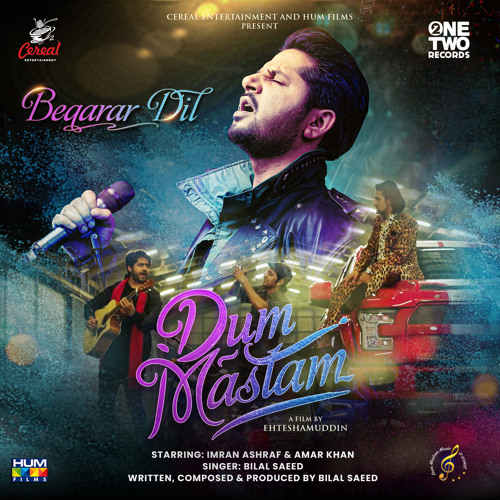 CEREAL ENTERTAINMENT AND HUM FILMS
PRESENT
Cereal
ENTERTAINMENT
ONE
TWO
RECORDS
Beqarar Dil
Dum
Mastam
A FILM BY
EHTESHAMUDDIN
STARRING: IMRAN ASHRAF & AMAR KHAN
SINGER: BILAL SAEED
WRITTEN, COMPOSED & PRODUCED BY BILAL SAEED
HUM
FILMS